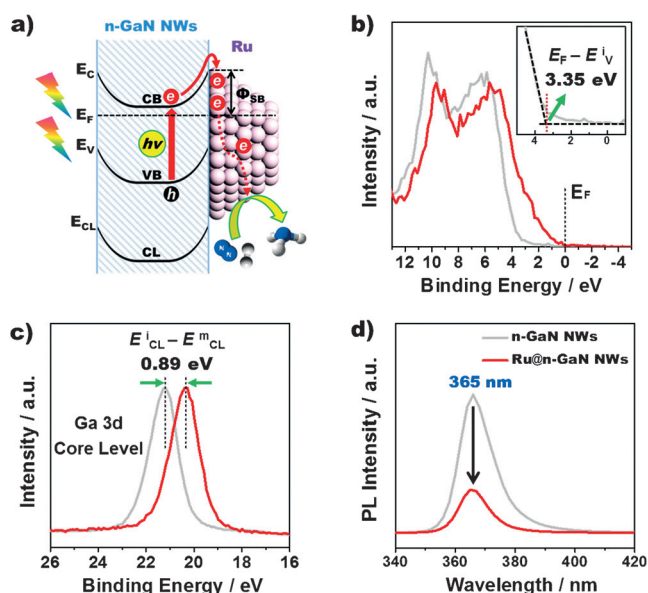 a)
n-GaN NWs
Ru
E_C
CB
e
e
e
Φ_SB
E_F
hν
e
E_V
VB
h
E_CL
CL
N
N
b)
Intensity / a.u.
E_F – E^i_V
3.35 eV
4 2 0
E_F
12 10 8 6 4 2 0 -2 -4
Binding Energy / eV
c)
Intensity / a.u.
E^i_CL – E^m_CL
0.89 eV
Ga 3d
Core Level
26 24 22 20 18 16
Binding Energy / eV
d)
PL Intensity / a.u.
n-GaN NWs
Ru@n-GaN NWs
365 nm
340 360 380 400 420
Wavelength / nm